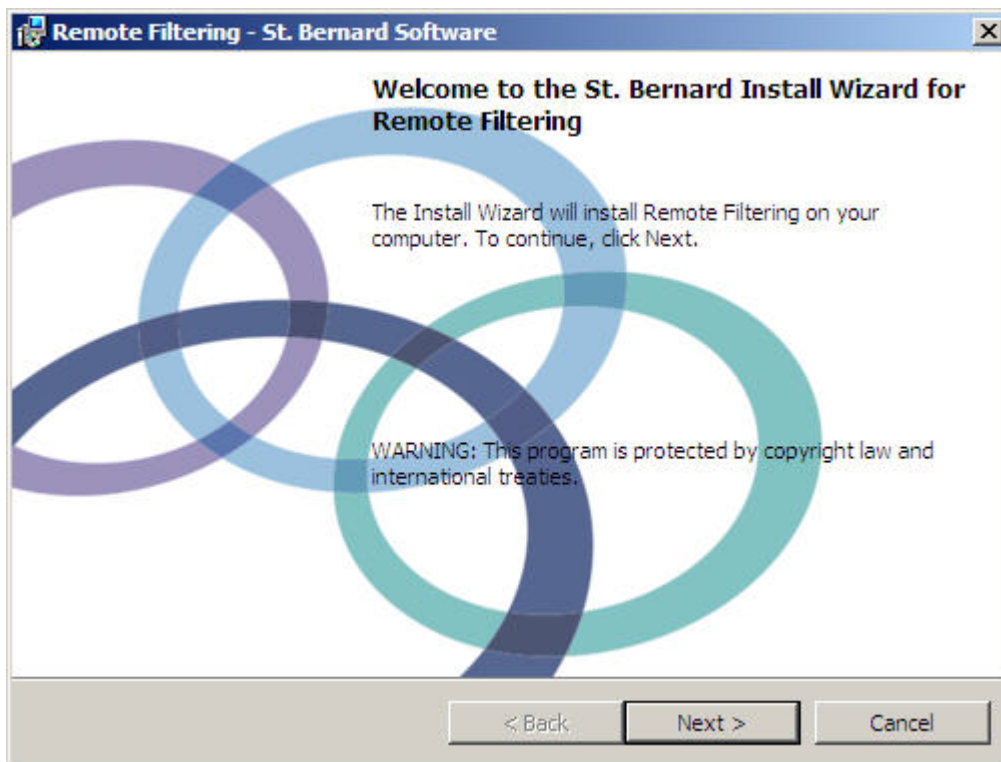 Remote Filtering - St. Bernard Software
Welcome to the St. Bernard Install Wizard for
Remote Filtering
The Install Wizard will install Remote Filtering on your
computer. To continue, click Next.
WARNING: This program is protected by copyright law and
international treaties.
< Back
Next >
Cancel